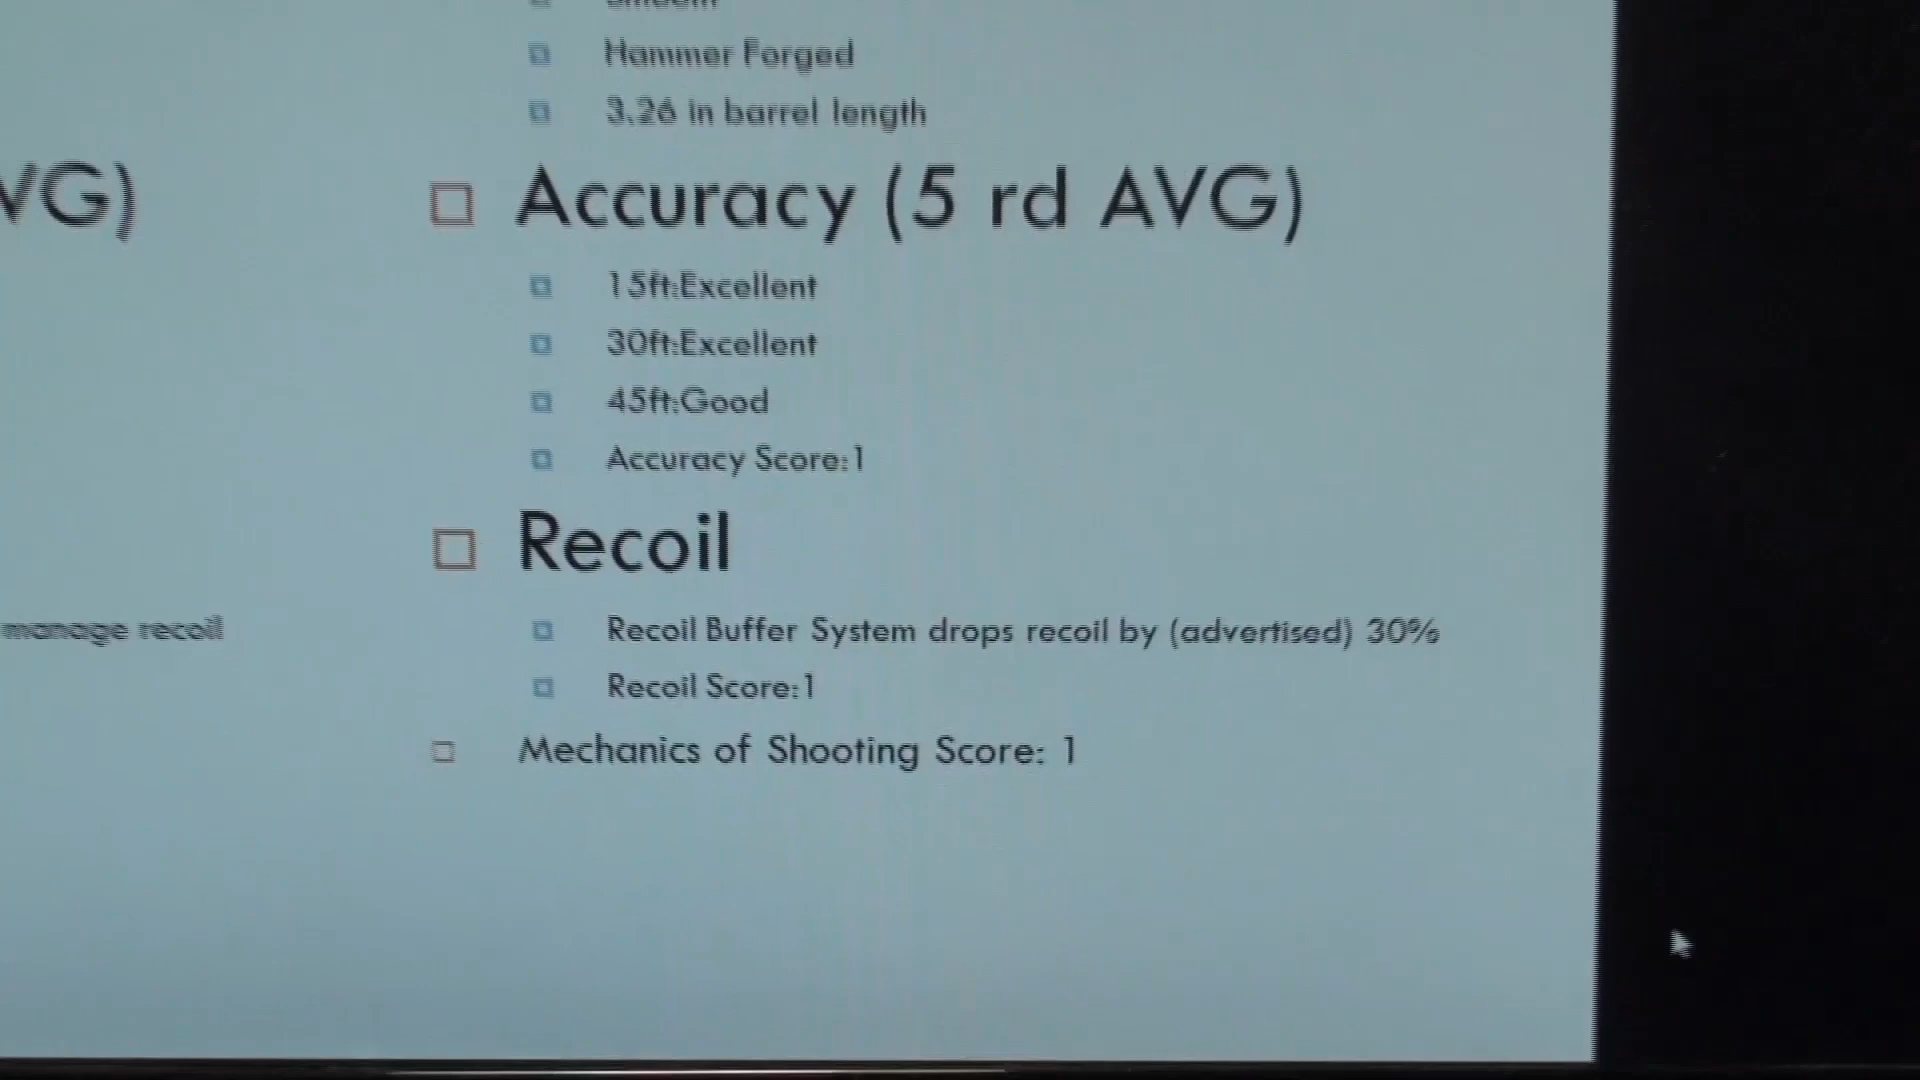 Smooth
Hammer Forged
3.26 in barrel length
VG)
Accuracy (5 rd AVG)
15ft:Excellent
30ft:Excellent
45ft:Good
Accuracy Score:1
Recoil
manage recoil
Recoil Buffer System drops recoil by (advertised) 30%
Recoil Score:1
Mechanics of Shooting Score: 1